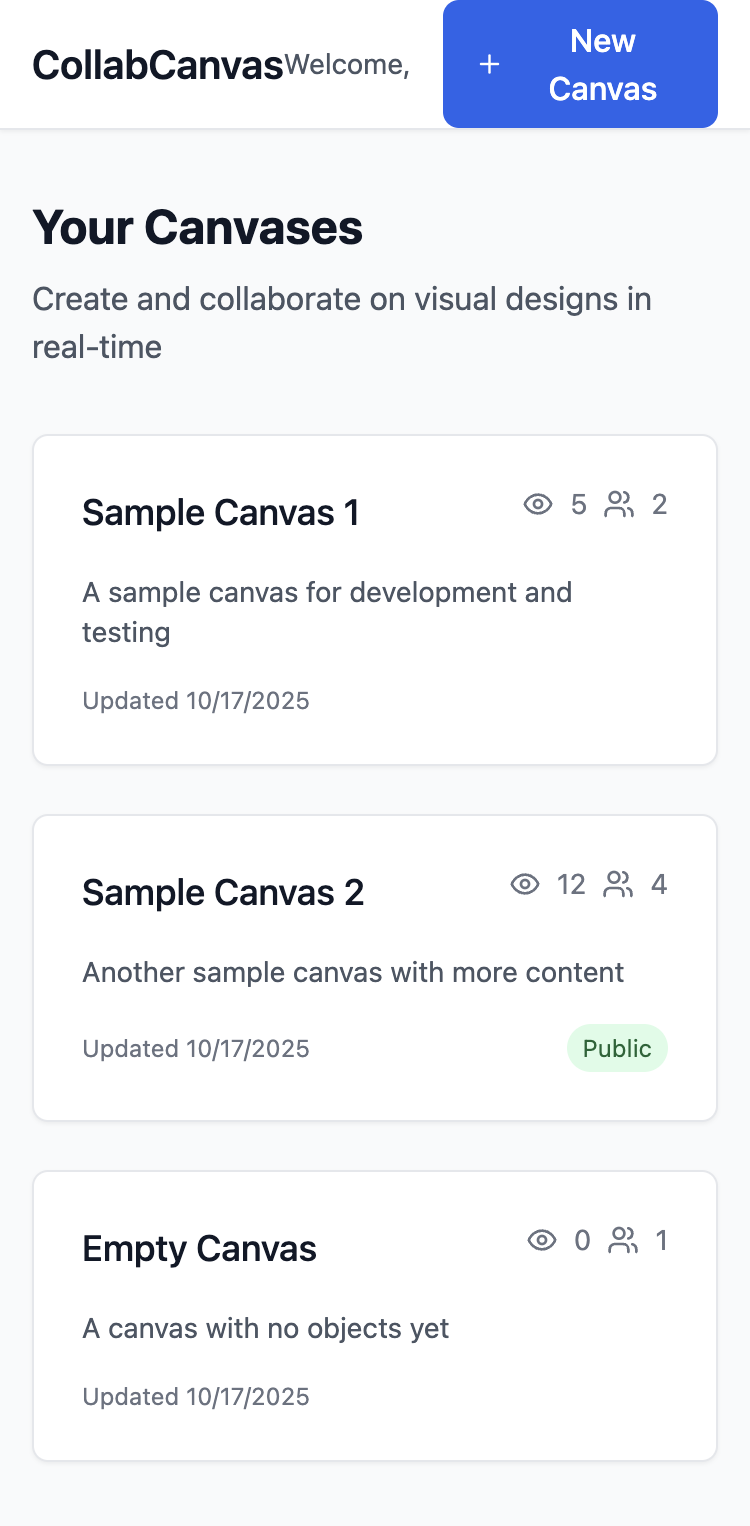 CollabCanvas
Welcome,
New
Canvas
Your Canvases
Create and collaborate on visual designs in
real-time
Sample Canvas 1
5 2
A sample canvas for development and
testing
Updated 10/17/2025
Sample Canvas 2
12 4
Another sample canvas with more content
Updated 10/17/2025
Public
Empty Canvas
0 1
A canvas with no objects yet
Updated 10/17/2025